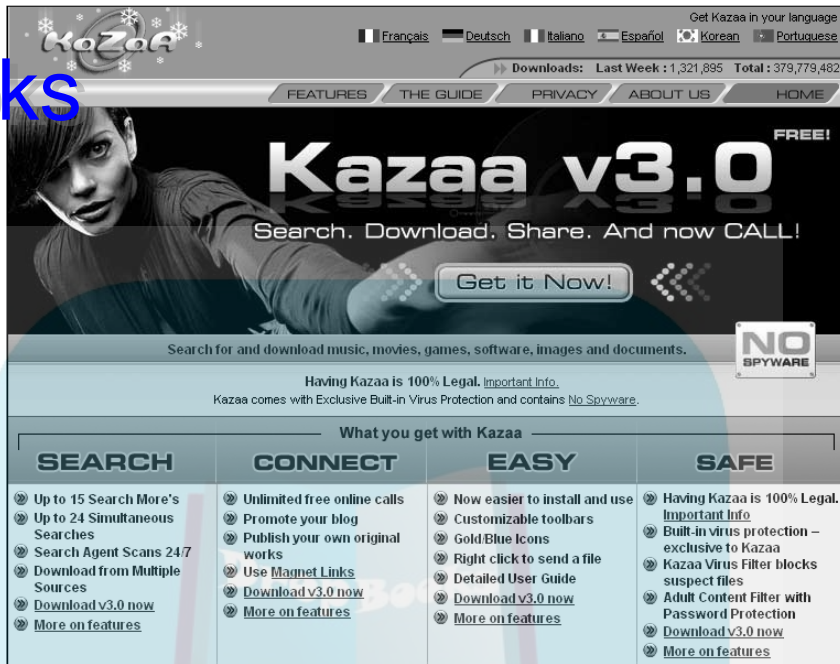 KaZaA
Get Kazaa in your language
Français Deutsch Italiano Español Korean Portuguese
Downloads: Last Week : 1,321,895 Total : 379,779,482
ks
FEATURES THE GUIDE PRIVACY ABOUT US HOME
FREE!
Kazaa v3.0
Search. Download. Share. And now CALL!
Get it Now!
Search for and download music, movies, games, software, images and documents.
NO
SPYWARE
Having Kazaa is 100% Legal. Important Info.
Kazaa comes with Exclusive Built-in Virus Protection and contains No Spyware.
What you get with Kazaa
SEARCH
Up to 15 Search More's
Up to 24 Simultaneous
Searches
Search Agent Scans 24/7
Download from Multiple
Sources
Download v3.0 now
More on features
CONNECT
Unlimited free online calls
Promote your blog
Publish your own original
works
Use Magnet Links
Download v3.0 now
More on features
EASY
Now easier to install and use
Customizable toolbars
Gold/Blue Icons
Right click to send a file
Detailed User Guide
Download v3.0 now
More on features
SAFE
Having Kazaa is 100% Legal.
Important Info
Built-in virus protection –
exclusive to Kazaa
Kazaa Virus Filter blocks
suspect files
Adult Content Filter with
Password Protection
Download v3.0 now
More on features